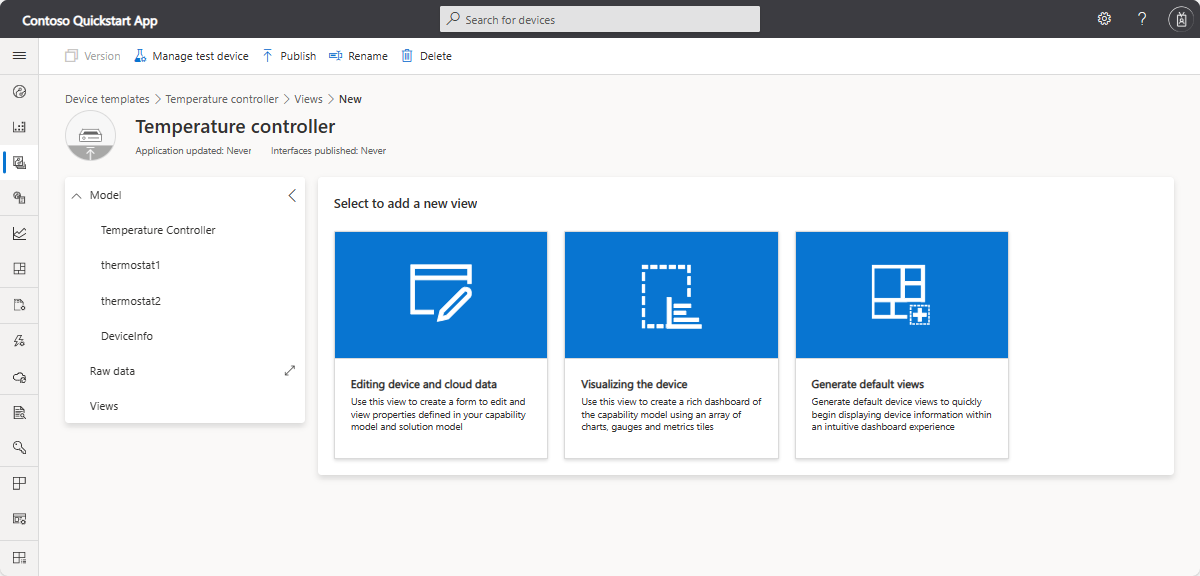 Contoso Quickstart App
Search for devices
?
Version
Manage test device
Publish
Rename
Delete
Device templates > Temperature controller > Views > New
Temperature controller
Application updated: Never
Interfaces published: Never
Model
Temperature Controller
thermostat1
thermostat2
DeviceInfo
Raw data
Views
Select to add a new view
Editing device and cloud data
Use this view to create a form to edit and
view properties defined in your capability
model and solution model
Visualizing the device
Use this view to create a rich dashboard of
the capability model using an array of
charts, gauges and metrics tiles
Generate default views
Generate default device views to quickly
begin displaying device information within
an intuitive dashboard experience